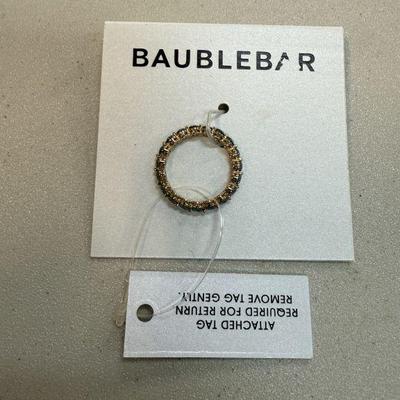 BAUBLEBAR
ATTACHED TAG
REQUIRED FOR RETURN
REMOVE TAG GENTLY.